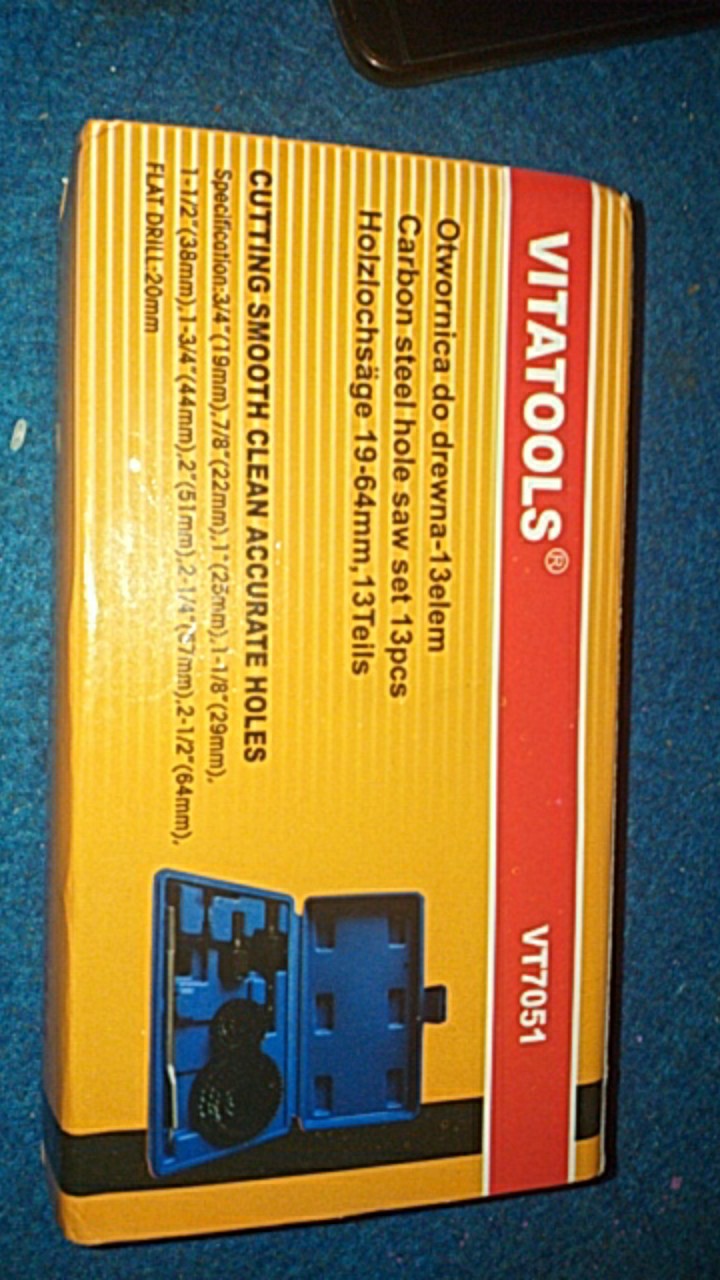 VITATOOLS®
VT7051
Otwornica do drewna-13elem
Carbon steel hole saw set 13pcs
Holzlochsäge 19-64mm,13Teils
CUTTING SMOOTH CLEAN ACCURATE HOLES
Specification:3/4"(19mm),7/8"(22mm),1"(25mm),1-1/8"(29mm),
1-1/2"(38mm),1-3/4"(44mm),2"(51mm),2-1/4"(57mm),2-1/2"(64mm),
FLAT DRILL:20mm